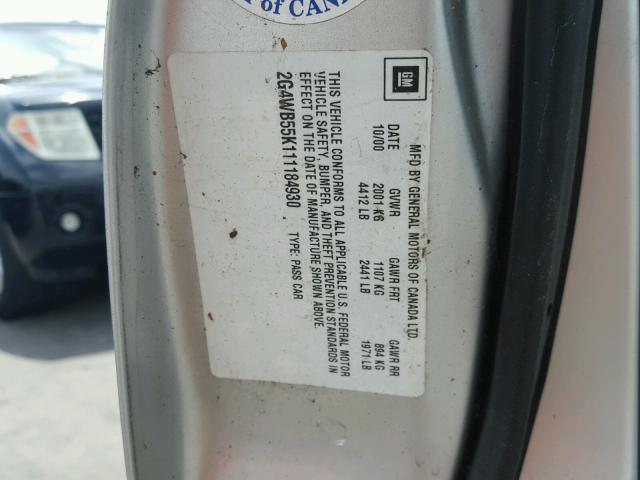 of CANA
GM
MFD BY GENERAL MOTORS OF CANADA LTD.
DATE GVWR GAWR FRT GAWR RR
10/00 2001 KG 1107 KG 894 KG
4412 LB 2441 LB 1971 LB
THIS VEHICLE CONFORMS TO ALL APPLICABLE U.S. FEDERAL MOTOR
VEHICLE SAFETY, BUMPER, AND THEFT PREVENTION STANDARDS IN
EFFECT ON THE DATE OF MANUFACTURE SHOWN ABOVE.
2G4WB55K111184930 TYPE: PASS CAR